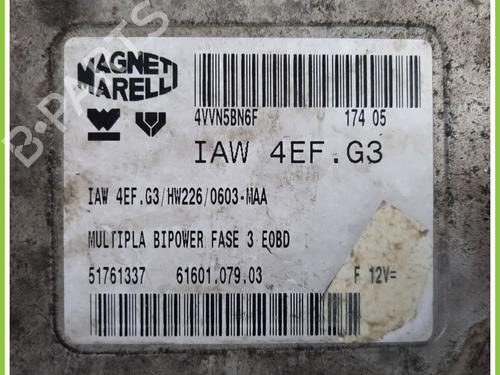 MAGNETI
MARELLI
4VVN5BN6F 174 05
IAW 4EF.G3
IAW 4EF.G3/HW226/0603-MAA
MULTIPLA BIPOWER FASE 3 EOBD
51761337 61601.079.03 F 12V=
B-PARTS